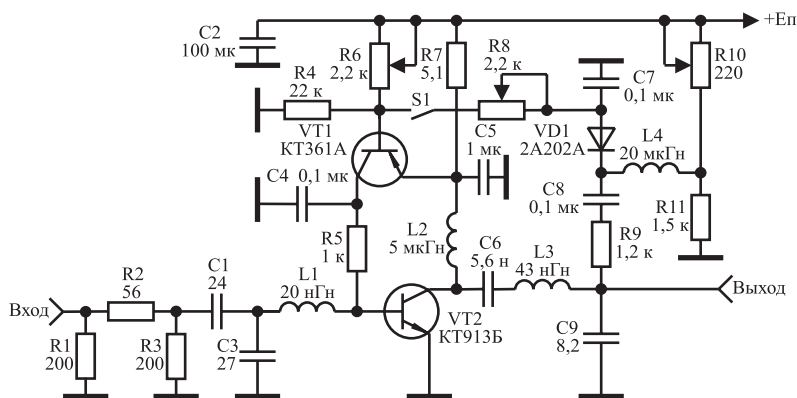 +Eп
C2
100 мк
R6
2,2 к
R7
5,1
R8
2,2 к
R10
220
R4
22 к
S1
C7
0,1 мк
VT1
КТ361А
C5
1 мк
VD1
2А202А
L4
20 мкГн
C4
0,1 мк
C8
0,1 мк
R11
1,5 к
R5
1 к
L2
5 мкГн
C6
5,6 н
L3
43 нГн
R9
1,2 к
Вход
R2
56
C1
24
L1
20 нГн
Выход
R1
200
R3
200
C3
27
VT2
КТ913Б
C9
8,2